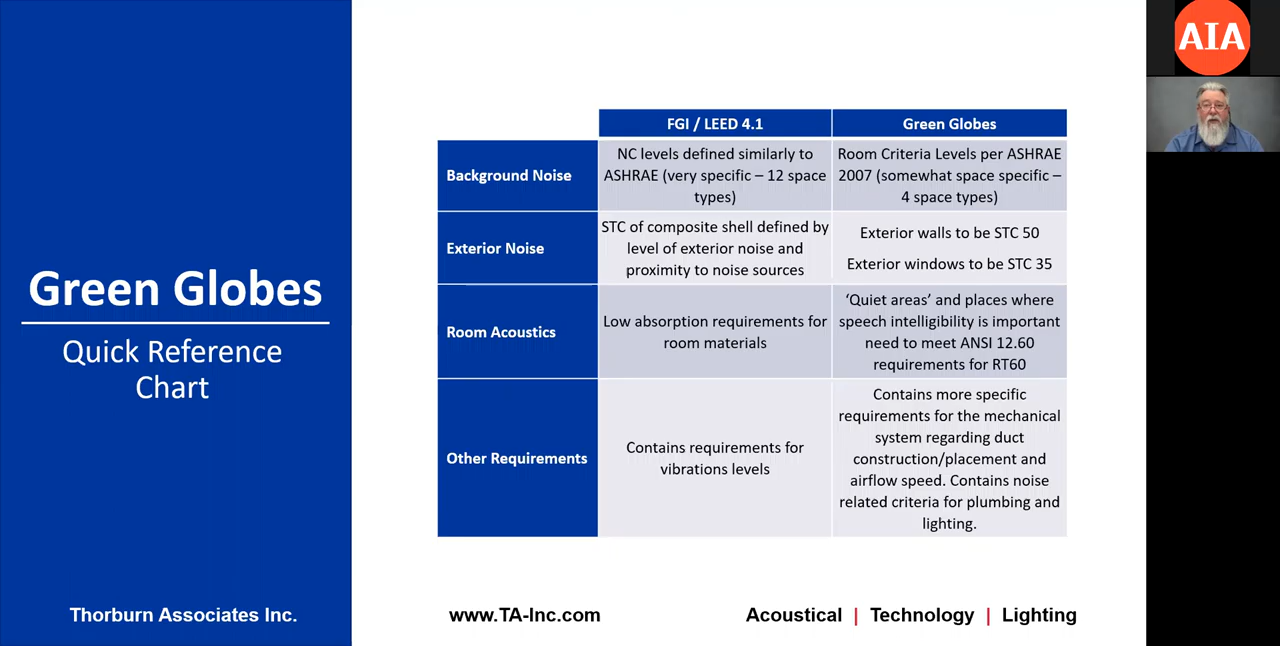 Green Globes
Quick Reference
Chart
Thorburn Associates Inc.
FGI / LEED 4.1
Green Globes
Background Noise
NC levels defined similarly to
ASHRAE (very specific – 12 space
types)
Room Criteria Levels per ASHRAE
2007 (somewhat space specific –
4 space types)
Exterior Noise
STC of composite shell defined by
level of exterior noise and
proximity to noise sources
Exterior walls to be STC 50
Exterior windows to be STC 35
Room Acoustics
Low absorption requirements for
room materials
‘Quiet areas’ and places where
speech intelligibility is important
need to meet ANSI 12.60
requirements for RT60
Other Requirements
Contains requirements for
vibrations levels
Contains more specific
requirements for the mechanical
system regarding duct
construction/placement and
airflow speed. Contains noise
related criteria for plumbing and
lighting.
www.TA-Inc.com
Acoustical | Technology | Lighting
AIA